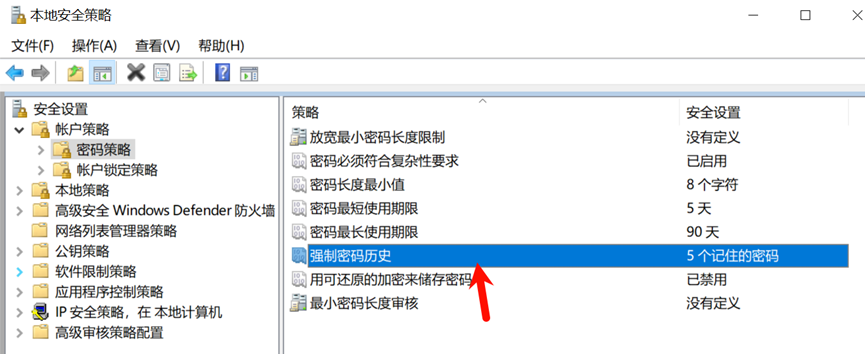 本地安全策略
文件(F) 操作(A) 查看(V) 帮助(H)
安全设置
帐户策略
密码策略
帐户锁定策略
本地策略
高级安全 Windows Defender 防火墙
网络列表管理器策略
公钥策略
软件限制策略
应用程序控制策略
IP 安全策略，在 本地计算机
高级审核策略配置
策略 安全设置
放宽最小密码长度限制 没有定义
密码必须符合复杂性要求 已启用
密码长度最小值 8 个字符
密码最短使用期限 5 天
密码最长使用期限 90 天
强制密码历史 5 个记住的密码
用可还原的加密来储存密码 已禁用
最小密码长度审核 没有定义